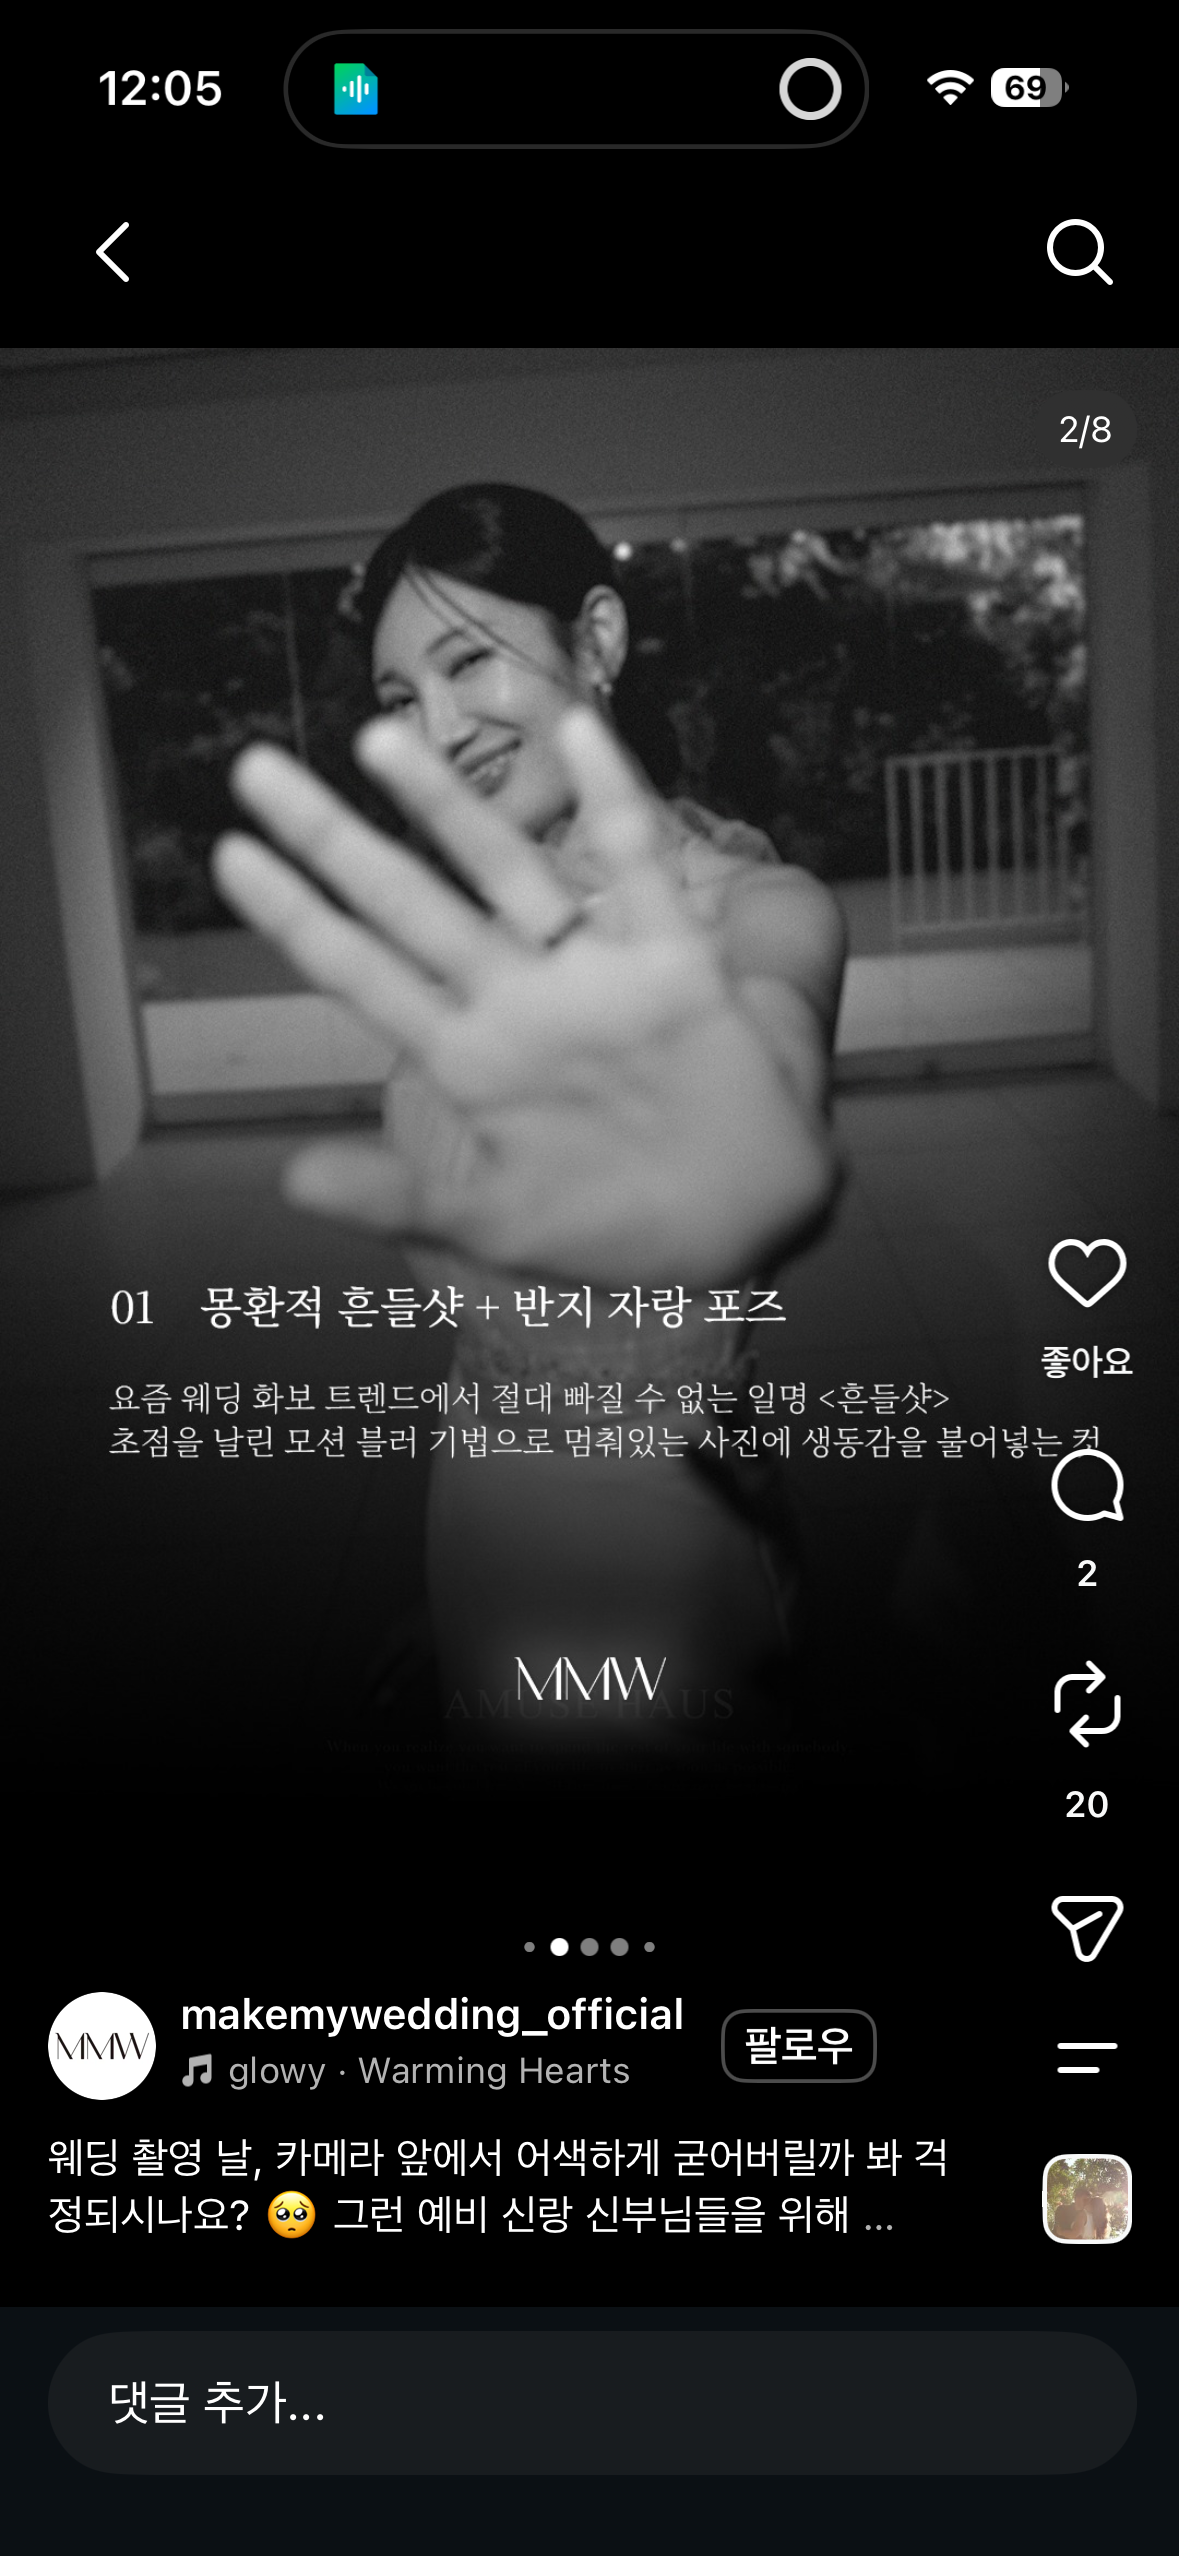 12:05
69
2/8
01 몽환적 흔들샷 + 반지 자랑 포즈
요즘 웨딩 화보 트렌드에서 절대 빠질 수 없는 일명 <흔들샷>
초점을 날린 모션 블러 기법으로 멈춰있는 사진에 생동감을 불어넣는 컷
좋아요
2
MMW
AMUSE HAUS
20
MMW
makemywedding_official
glowy · Warming Hearts
팔로우
웨딩 촬영 날, 카메라 앞에서 어색하게 굳어버릴까 봐 걱
정되시나요? 🥺 그런 예비 신랑 신부님들을 위해 ...
댓글 추가...